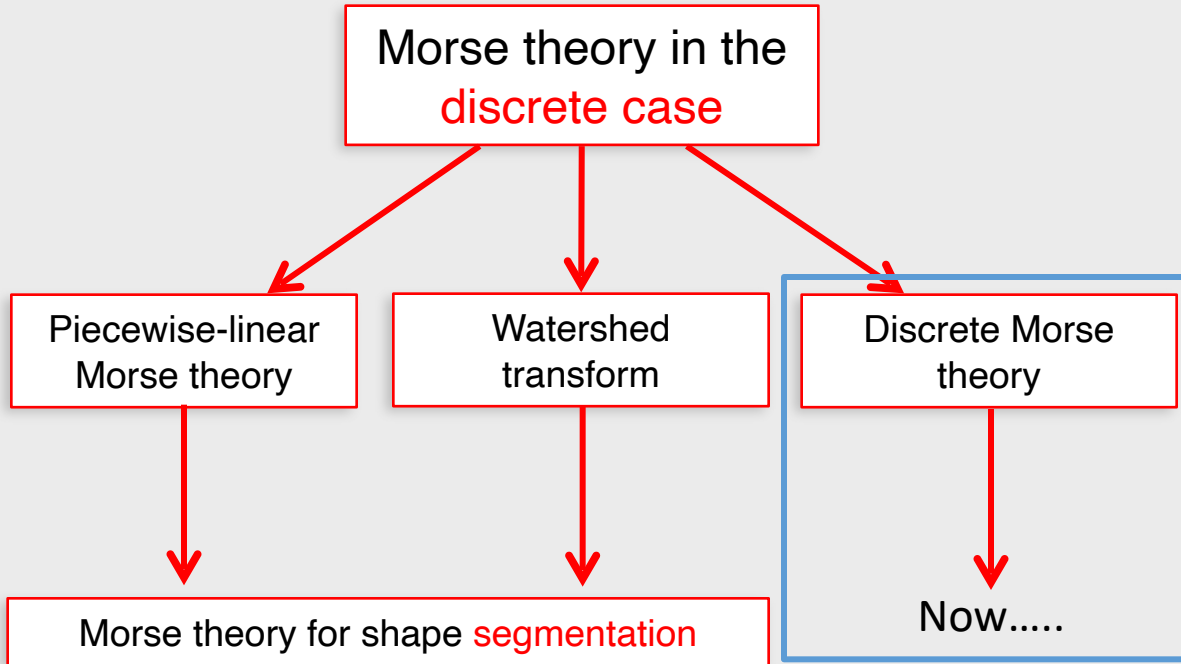 Morse theory in the
discrete case
Piecewise-linear
Morse theory
Watershed
transform
Discrete Morse
theory
Morse theory for shape segmentation
Now.....